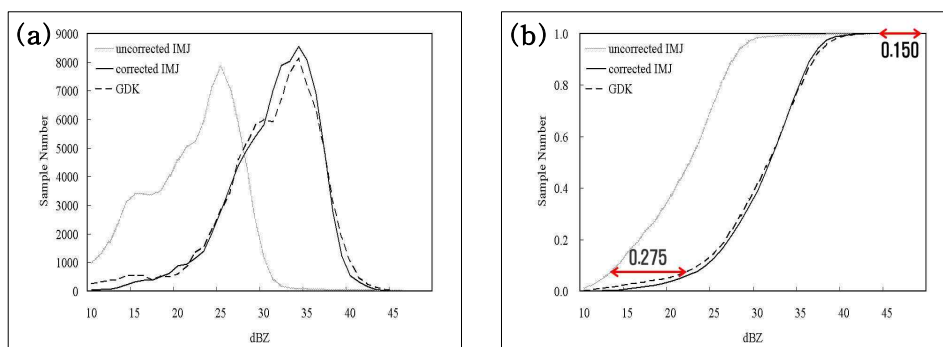 (a)
9000
8000
7000
6000
5000
4000
3000
2000
1000
0
Sample Number
uncorrected IMJ
corrected IMJ
GDK
10 15 20 25 30 35 40 45
dBZ
(b)
1.0
0.8
0.6
0.4
0.2
0.0
Sample Number
uncorrected IMJ
corrected IMJ
GDK
0.150
0.275
10 15 20 25 30 35 40 45
dBZ